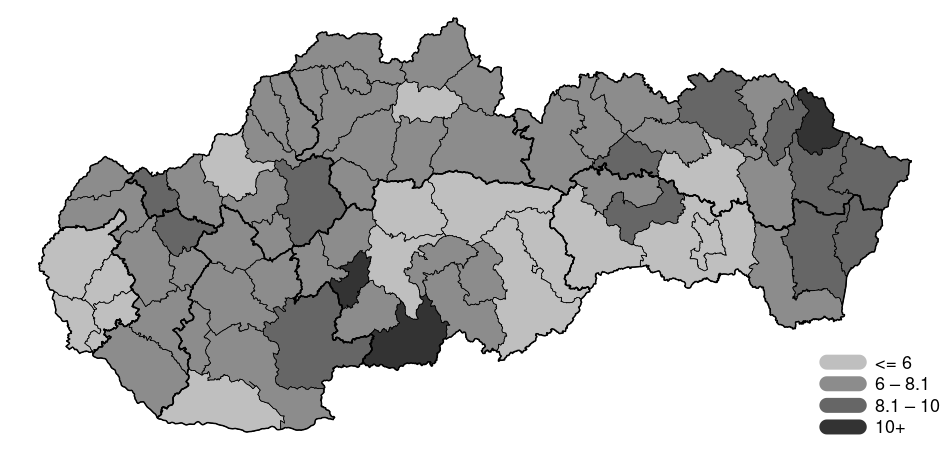 <= 6
6 – 8.1
8.1 – 10
10+